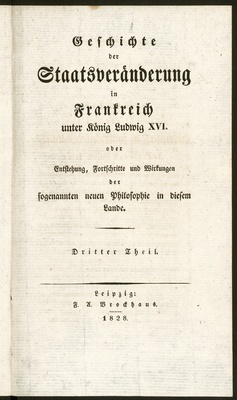 Geschichte
der
Staatsveränderung
in
Frankreich
unter König Ludwig XVI.
oder
Entstehung, Fortschritte und Wirkungen
der
sogenannten neuen Philosophie in diesem
Lande.
Dritter Theil.
Leipzig:
F. A. Brockhaus.
1828.